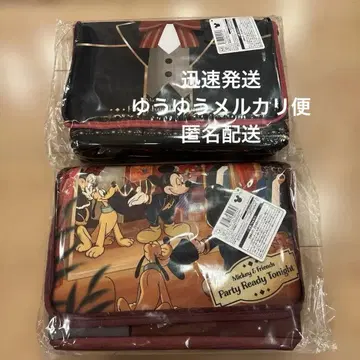 迅速発送
ゆうゆうメルカリ便
匿名配送
Mickey & Friends
Party Ready Tonight